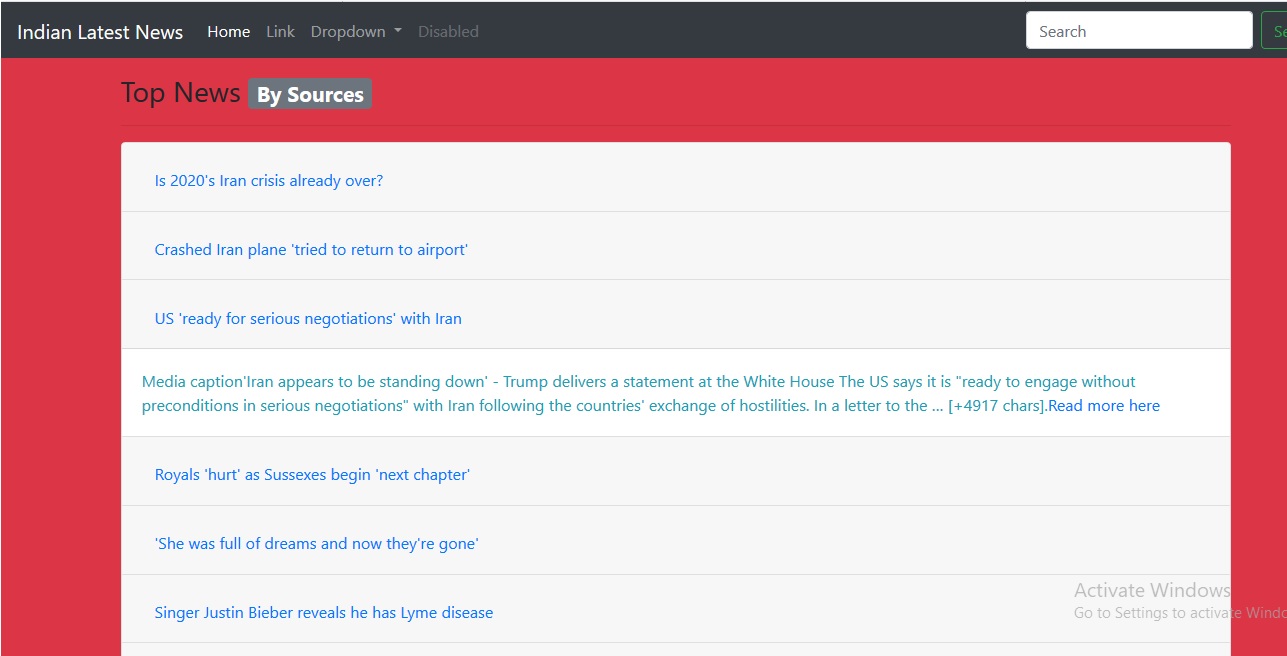 Indian Latest News Home Link Dropdown Disabled Search
Top News By Sources
Is 2020's Iran crisis already over?
Crashed Iran plane 'tried to return to airport'
US 'ready for serious negotiations' with Iran
Media caption'Iran appears to be standing down' - Trump delivers a statement at the White House The US says it is "ready to engage without
preconditions in serious negotiations" with Iran following the countries' exchange of hostilities. In a letter to the … [+4917 chars].Read more here
Royals 'hurt' as Sussexes begin 'next chapter'
'She was full of dreams and now they're gone'
Singer Justin Bieber reveals he has Lyme disease
Activate Windows
Go to Settings to activate